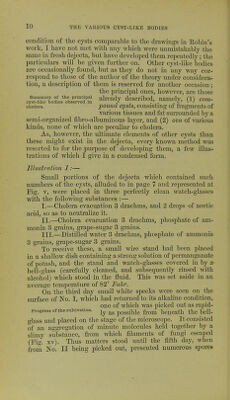 10 THE VARIOUS CYST-LIKE BODIES
condition of the cysts comparable to the drawings in Robin's
work, I have not met with any which were unmistakably the
same in fresh dejecta, but have developed them repeatedly; the
particulars will be given further on. Other cyst-like bodies
are occasionally found, but as they do not in any way cor-
respond to those of the author of the theory under considera-
tion, a description of them is reserved for another occasion;
the principal ones, however, are those
Summary of the principal
cyst-like bodies observed in
cholera.
already described, namely, (1) com-
pound cysts, consisting of fragments of
various tissues and fat surrounded by a
semi-organized fibro-albuminous layer, and (2) ova of various
kinds, none of which are peculiar to cholera.
As, however, the ultimate elements of other cysts than
these might exist in the dejecta, every known method was
resorted to for the purpose of developing them, a few illus-
trations of which I give in a condensed form.
Illustration I :—
Small portions of the dejecta which contained such
numbers of the cysts, alluded to in page 7 and represented at
Fig. v, were placed in three perfectly clean watch-glasses
with the following substances :—
I.—Cholera evacuation 3 drachms, and 2 drops of acetic
acid, so as to neutralize it.
II.—Cholera evacuation 3 drachms, phosphate of am-
monia 3 grains, grape-sugar 3 grains.
III.—Distilled water 3 drachms, phosphate of ammonia
3 grains, grape-sugar 3 grains.
To receive these, a small wire stand had been placed
in a shallow dish containing a strong solution of permanganate
of potash, and the stand and watch-glasses covered in by a
bell-glass (carefully cleaned, and subsequently rinsed with
alcohol) which stood in the fluid. This was set aside in an
average temperature of 82° Fahr.
On the third day small white specks were seen on the
surface of No. I, which had returned to its alkaline condition,
one of which was picked out as rapid-
Progress of the cultivation.
ly as possible from beneath the bell-
glass and placed on the stage of the microscope. It consisted
of an aggregation of minute molecules held together by a
slimy substance, from which filaments of fungi escaped
(Fig. xv). Thus matters stood until the fifth day, when
from No. II being picked out, presented numerous spores